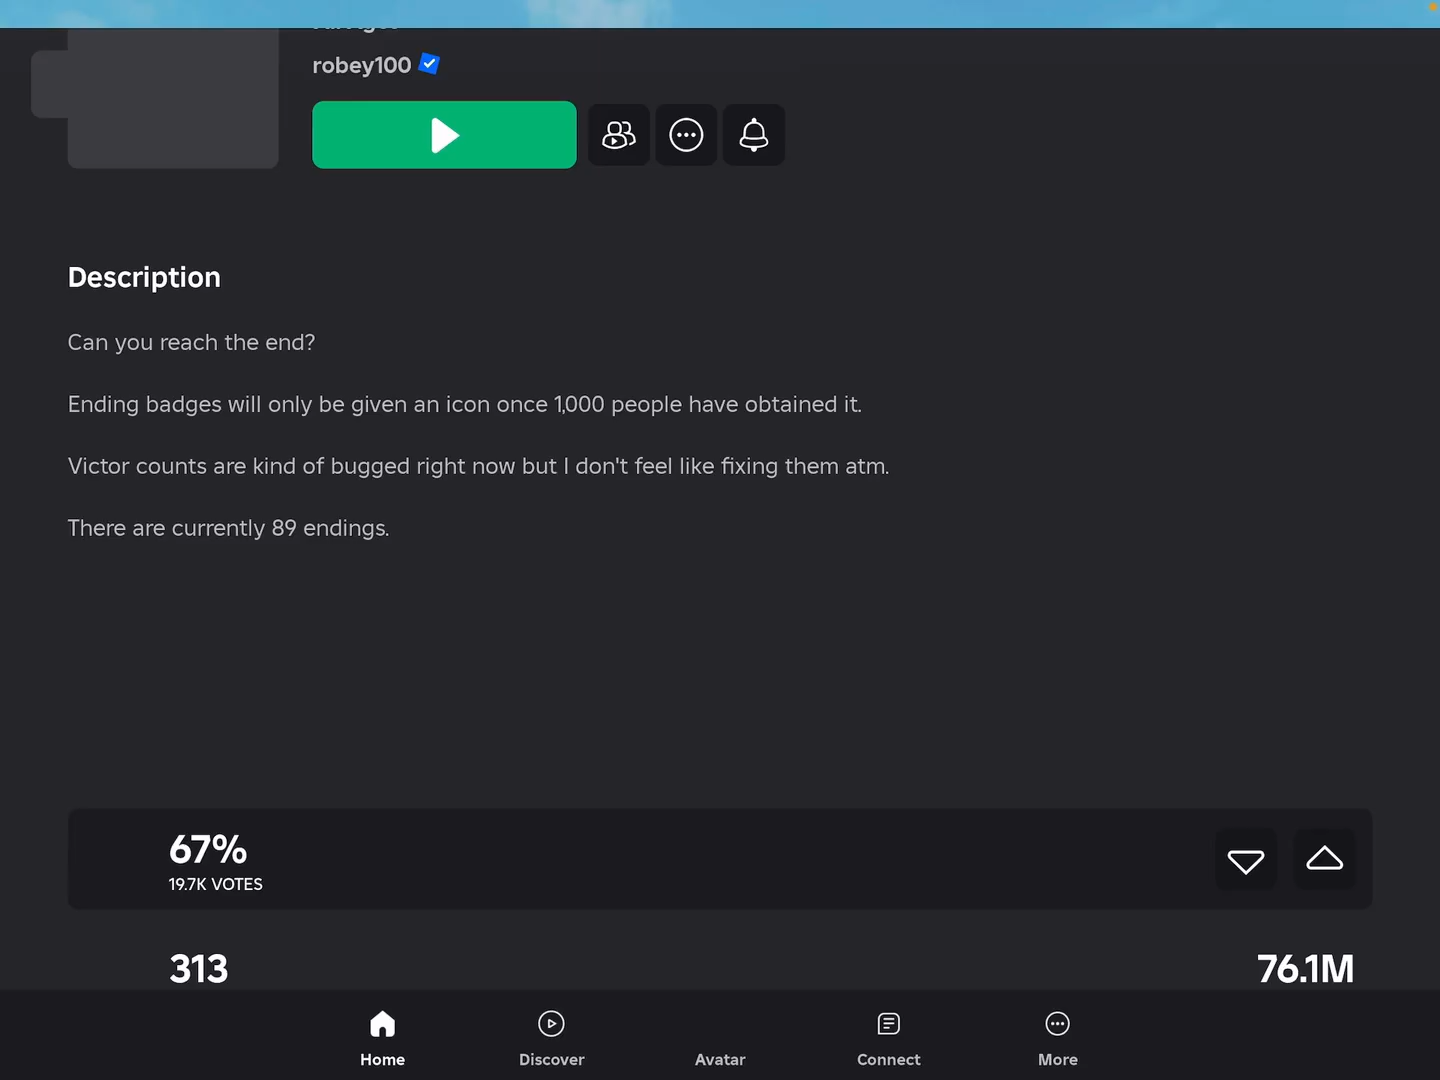 robey100
Description
Can you reach the end?
Ending badges will only be given an icon once 1,000 people have obtained it.
Victor counts are kind of bugged right now but I don't feel like fixing them atm.
There are currently 89 endings.
67%
19.7K VOTES
313
76.1M
Home
Discover
Avatar
Connect
More